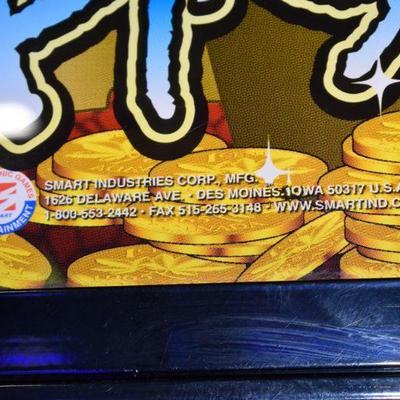 SMART INDUSTRIES CORP., MFG.
1626 DELAWARE AVE. • DES MOINES, IOWA 50317 U.S.A
1-800-553-2442 • FAX 515-265-3148 • WWW.SMARTIND.C
GAMES